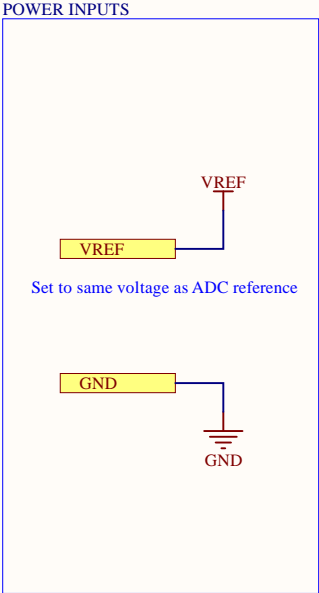 POWER INPUTS
VREF
VREF
Set to same voltage as ADC reference
GND
GND